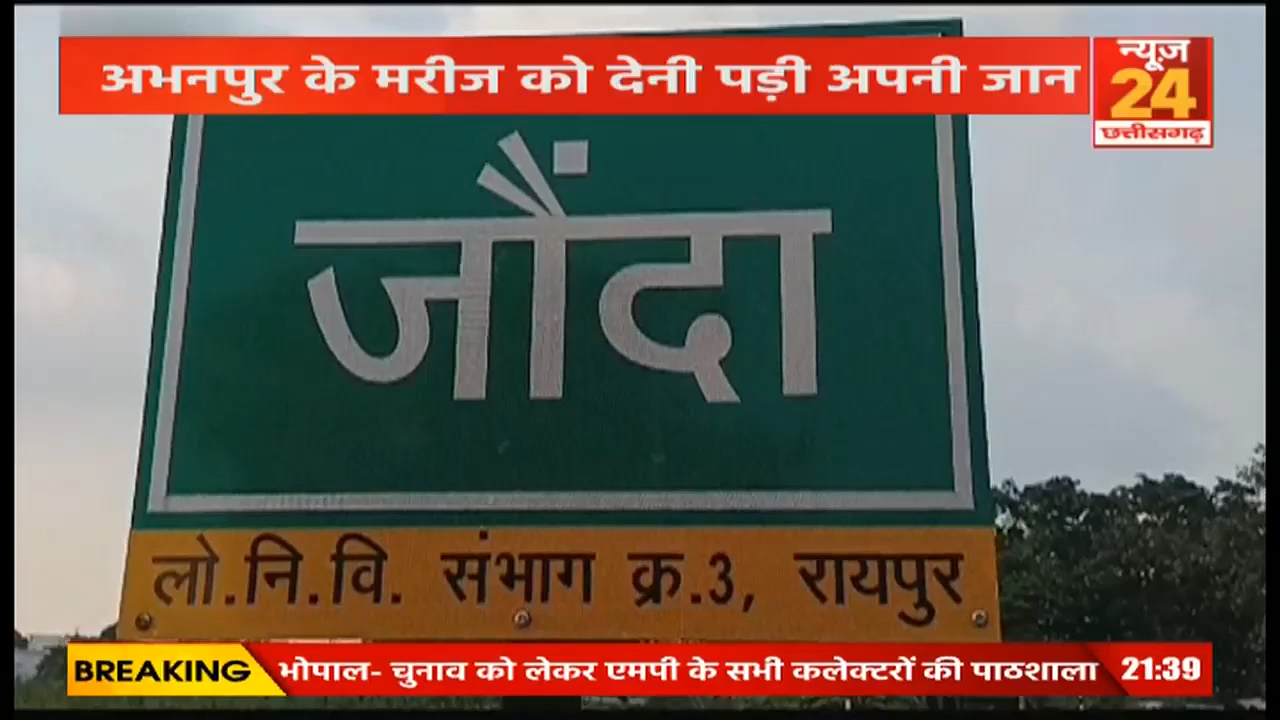 अभनपुर के मरीज को देनी पड़ी अपनी जान
न्यूज़
24
छत्तीसगढ़
जौंदा
लो.नि.वि. संभाग क्र.3, रायपुर
BREAKING भोपाल- चुनाव को लेकर एमपी के सभी कलेक्टरों की पाठशाला 21:39